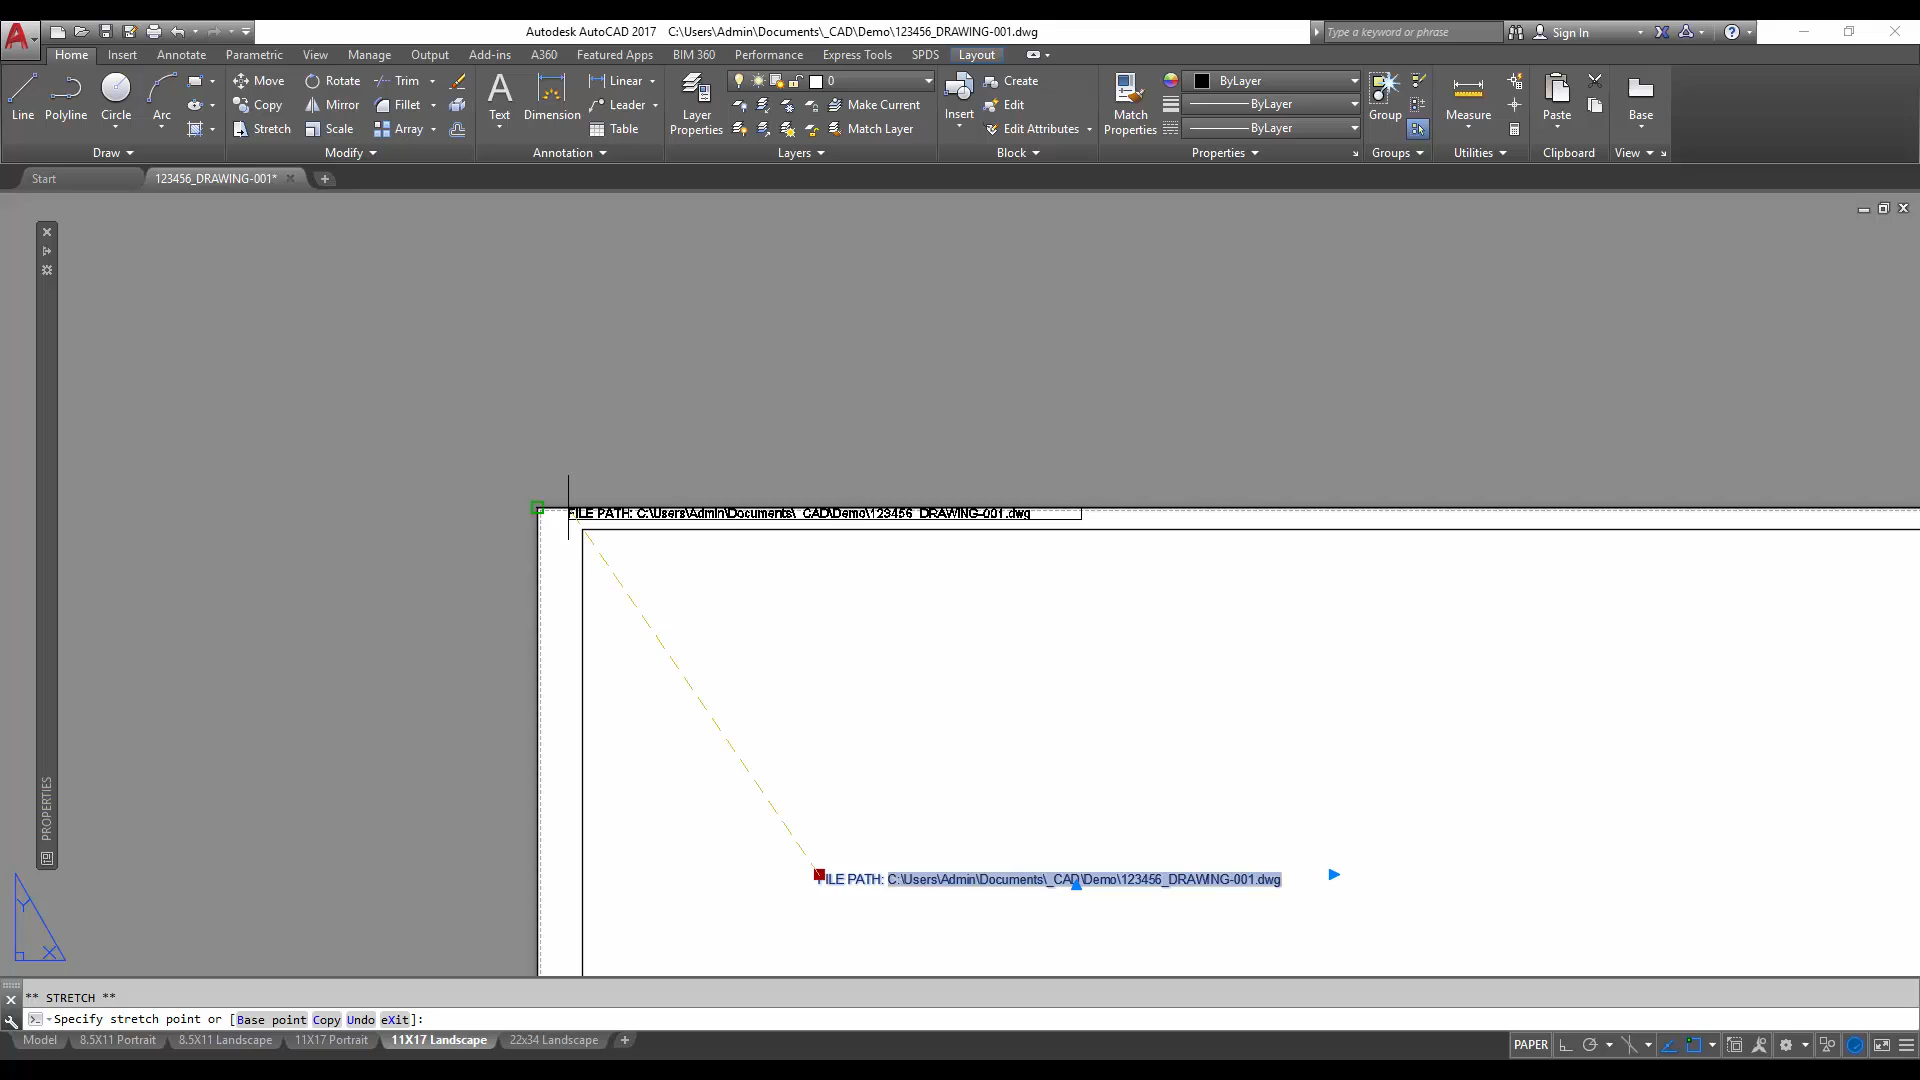 Autodesk AutoCAD 2017 C:\Users\Admin\Documents\_CAD\Demo\123456_DRAWING-001.dwg
Type a keyword or phrase
Sign In
Home Insert Annotate Parametric View Manage Output Add-ins A360 Featured Apps BIM 360 Performance Express Tools SPDS Layout
Line Polyline Circle Arc
Draw
Move Rotate Trim
Copy Mirror Fillet
Stretch Scale Array
Modify
Text Dimension
Linear
Leader
Table
Annotation
Layer Properties
0
Make Current
Match Layer
Layers
Insert
Create
Edit
Edit Attributes
Block
Match Properties
ByLayer
ByLayer
ByLayer
Properties
Group
Groups
Measure
Utilities
Paste
Clipboard
Base
View
Start 123456_DRAWING-001*
PROPERTIES
FILE PATH: C:\Users\Admin\Documents\_CAD\Demo\123456_DRAWING-001.dwg
FILE PATH: C:\Users\Admin\Documents\_CAD\Demo\123456_DRAWING-001.dwg
Y
X
** STRETCH **
Specify stretch point or [Base point Copy Undo eXit]:
Model 8.5X11 Portrait 8.5X11 Landscape 11X17 Portrait 11X17 Landscape 22x34 Landscape
PAPER